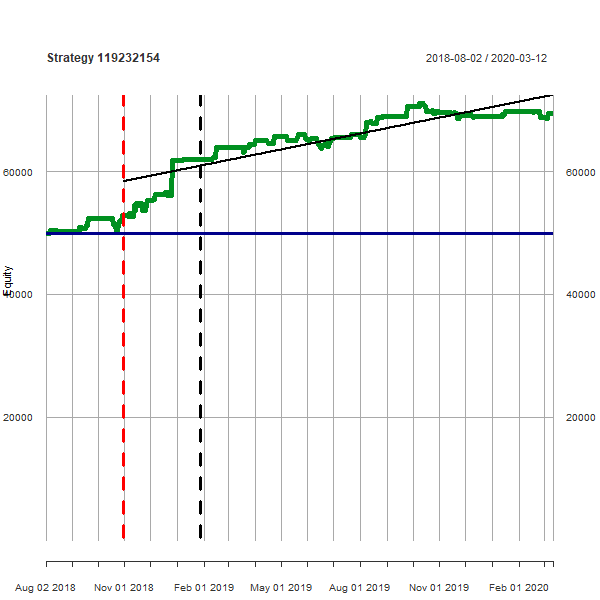 Strategy 119232154
2018-08-02 / 2020-03-12
60000
60000
Equity
40000
40000
20000
20000
Aug 02 2018
Nov 01 2018
Feb 01 2019
May 01 2019
Aug 01 2019
Nov 01 2019
Feb 01 2020